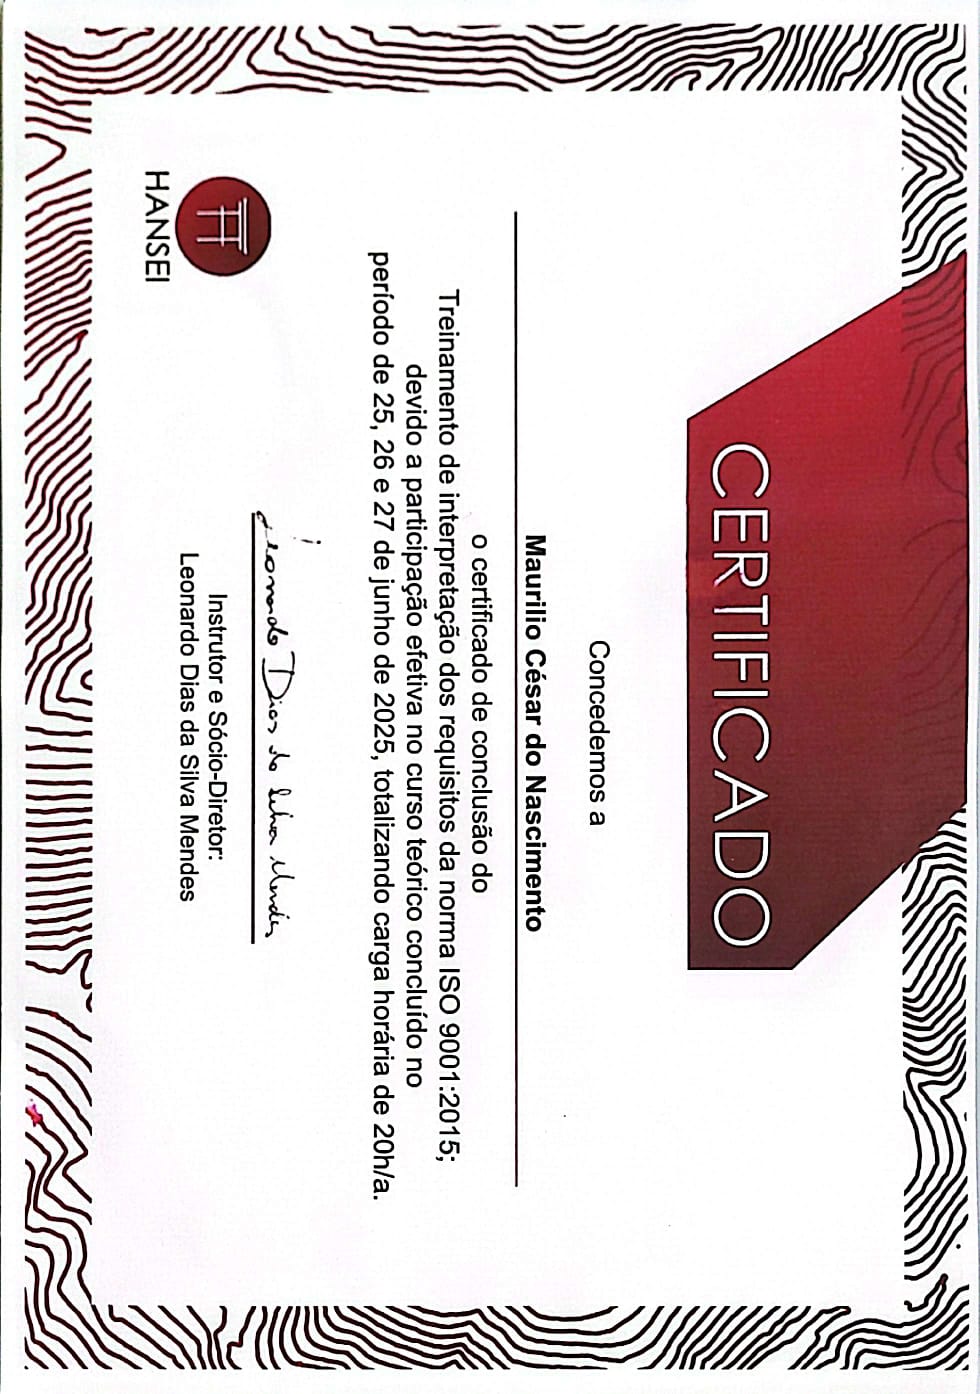 CERTIFICADO
Concedemos a
Maurilio César do Nascimento
o certificado de conclusão do
Treinamento de interpretação dos requisitos da norma ISO 9001:2015;
devido a participação efetiva no curso teórico concluído no
período de 25, 26 e 27 de junho de 2025, totalizando carga horária de 20h/a.
Leonardo Dias da Silva Mendes
Instrutor e Sócio-Diretor:
Leonardo Dias da Silva Mendes
HANSEI